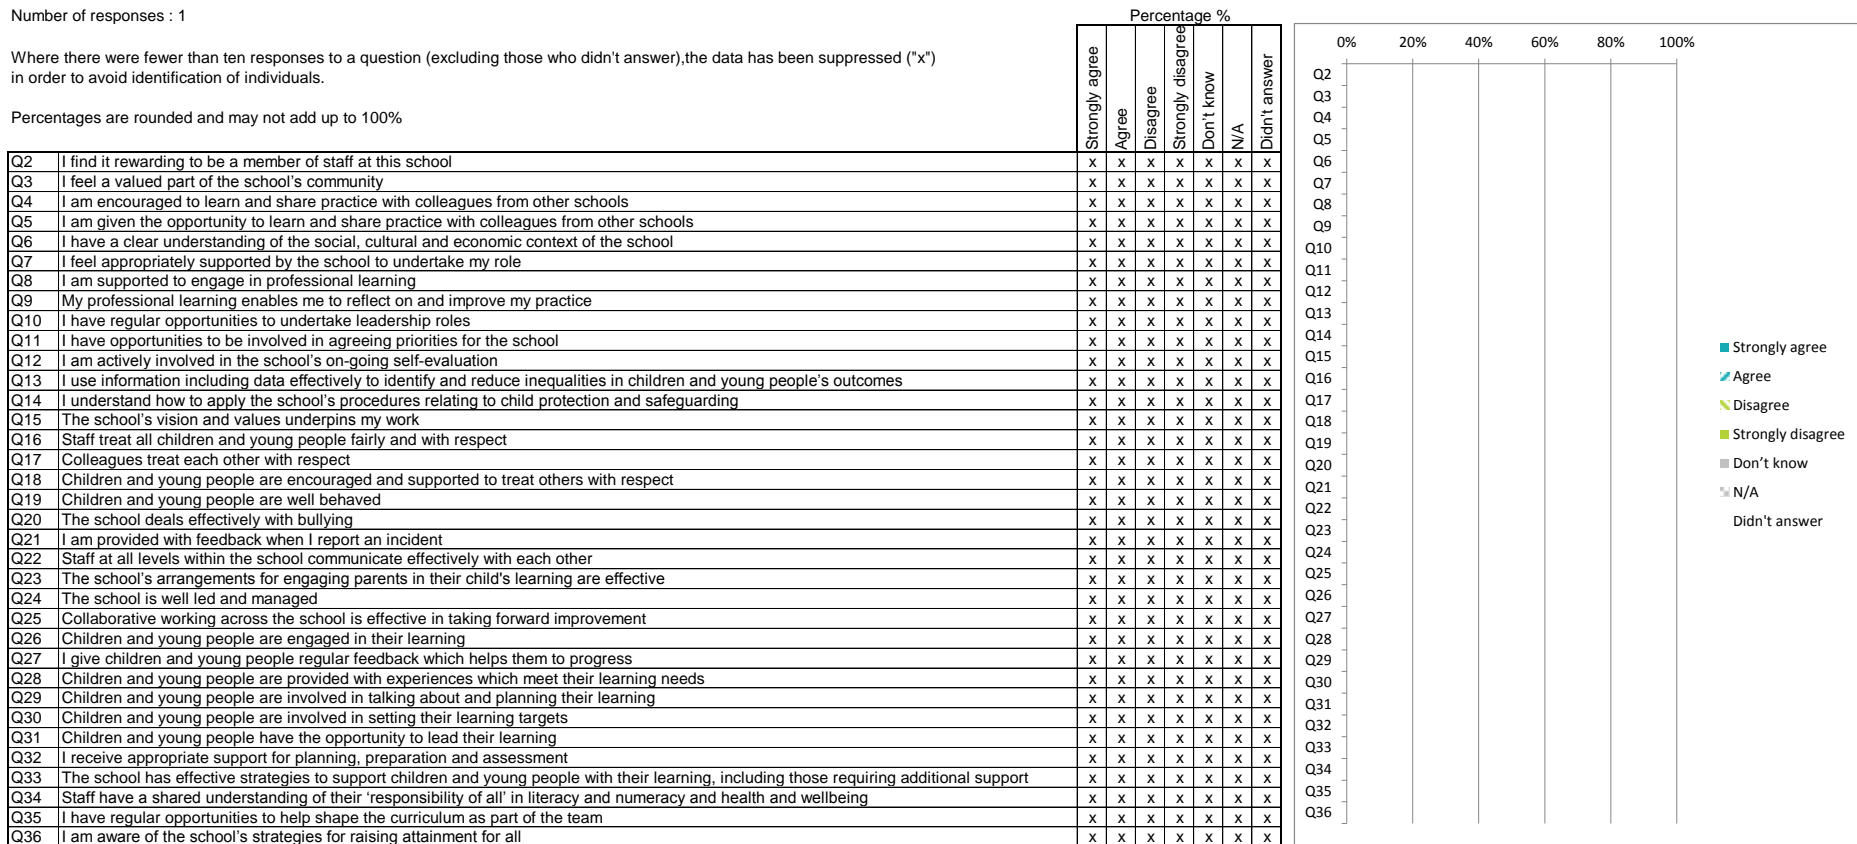 Number of responses : 1
Percentage %
Where there were fewer than ten responses to a question (excluding those who didn't answer),the data has been suppressed ("x")
in order to avoid identification of individuals.
Percentages are rounded and may not add up to 100%
Strongly agree
Agree
Disagree
Strongly disagree
Don't know
N/A
Didn't answer
Q2 I find it rewarding to be a member of staff at this school x x x x x x x
Q3 I feel a valued part of the school’s community x x x x x x x
Q4 I am encouraged to learn and share practice with colleagues from other schools x x x x x x x
Q5 I am given the opportunity to learn and share practice with colleagues from other schools x x x x x x x
Q6 I have a clear understanding of the social, cultural and economic context of the school x x x x x x x
Q7 I feel appropriately supported by the school to undertake my role x x x x x x x
Q8 I am supported to engage in professional learning x x x x x x x
Q9 My professional learning enables me to reflect on and improve my practice x x x x x x x
Q10 I have regular opportunities to undertake leadership roles x x x x x x x
Q11 I have opportunities to be involved in agreeing priorities for the school x x x x x x x
Q12 I am actively involved in the school’s on-going self-evaluation x x x x x x x
Q13 I use information including data effectively to identify and reduce inequalities in children and young people’s outcomes x x x x x x x
Q14 I understand how to apply the school’s procedures relating to child protection and safeguarding x x x x x x x
Q15 The school’s vision and values underpins my work x x x x x x x
Q16 Staff treat all children and young people fairly and with respect x x x x x x x
Q17 Colleagues treat each other with respect x x x x x x x
Q18 Children and young people are encouraged and supported to treat others with respect x x x x x x x
Q19 Children and young people are well behaved x x x x x x x
Q20 The school deals effectively with bullying x x x x x x x
Q21 I am provided with feedback when I report an incident x x x x x x x
Q22 Staff at all levels within the school communicate effectively with each other x x x x x x x
Q23 The school’s arrangements for engaging parents in their child's learning are effective x x x x x x x
Q24 The school is well led and managed x x x x x x x
Q25 Collaborative working across the school is effective in taking forward improvement x x x x x x x
Q26 Children and young people are engaged in their learning x x x x x x x
Q27 I give children and young people regular feedback which helps them to progress x x x x x x x
Q28 Children and young people are provided with experiences which meet their learning needs x x x x x x x
Q29 Children and young people are involved in talking about and planning their learning x x x x x x x
Q30 Children and young people are involved in setting their learning targets x x x x x x x
Q31 Children and young people have the opportunity to lead their learning x x x x x x x
Q32 I receive appropriate support for planning, preparation and assessment x x x x x x x
Q33 The school has effective strategies to support children and young people with their learning, including those requiring additional support x x x x x x x
Q34 Staff have a shared understanding of their ‘responsibility of all’ in literacy and numeracy and health and wellbeing x x x x x x x
Q35 I have regular opportunities to help shape the curriculum as part of the team x x x x x x x
Q36 I am aware of the school’s strategies for raising attainment for all x x x x x x x
0% 20% 40% 60% 80% 100%
Q2
Q3
Q4
Q5
Q6
Q7
Q8
Q9
Q10
Q11
Q12
Q13
Q14
Q15
Q16
Q17
Q18
Q19
Q20
Q21
Q22
Q23
Q24
Q25
Q26
Q27
Q28
Q29
Q30
Q31
Q32
Q33
Q34
Q35
Q36
Strongly agree
Agree
Disagree
Strongly disagree
Don’t know
N/A
Didn't answer